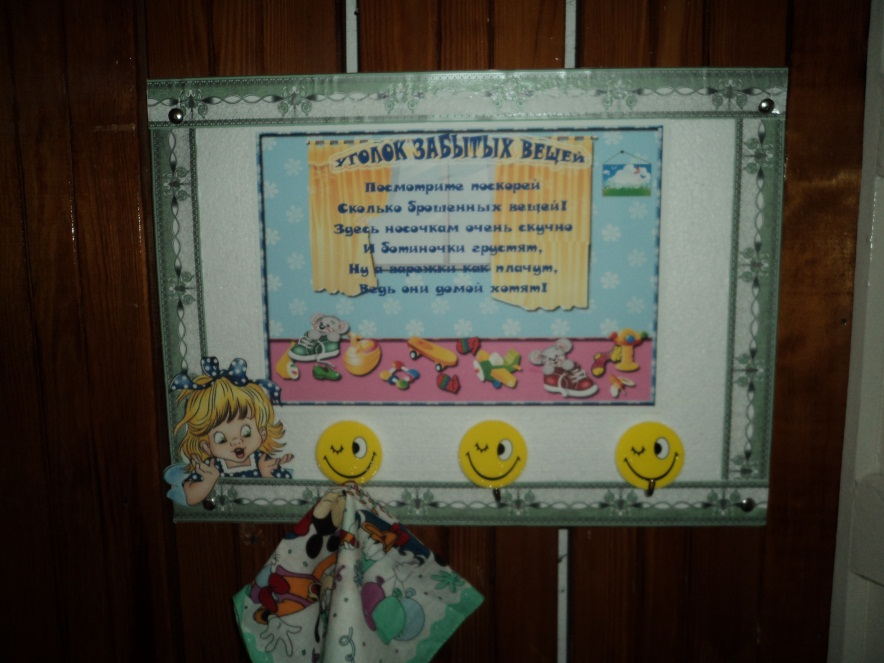 УГОЛОК ЗАБЫТЫХ ВЕЩЕЙ
Посмотрите поскорей
Сколько брошенных вещей!
Здесь носочкам очень скучно
И ботиночки грустят,
Ну а варежки как плачут,
Ведь они домой хотят!